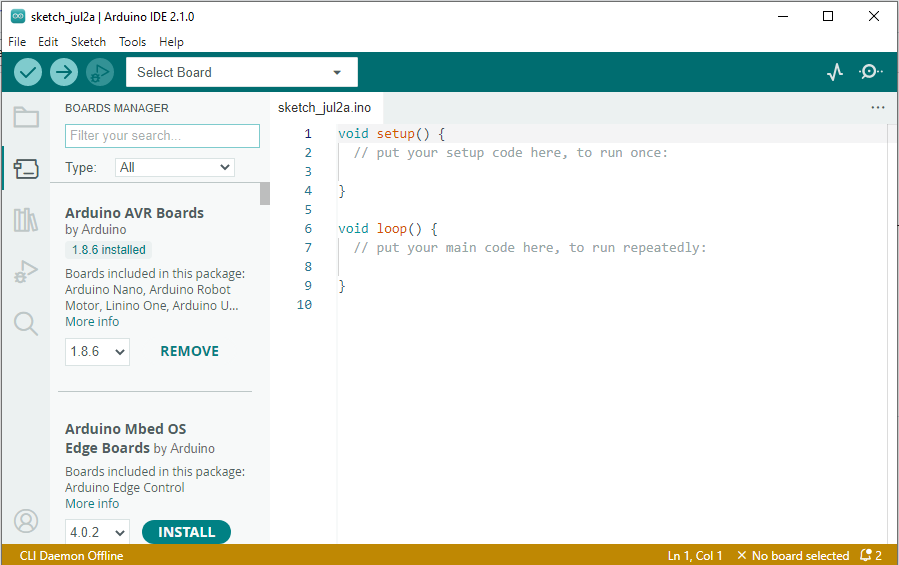 sketch_jul2a | Arduino IDE 2.1.0
File Edit Sketch Tools Help
Select Board
BOARDS MANAGER
Filter your search...
Type: All
Arduino AVR Boards
by Arduino
1.8.6 installed
Boards included in this package:
Arduino Nano, Arduino Robot
Motor, Linino One, Arduino U...
More info
1.8.6 REMOVE
Arduino Mbed OS
Edge Boards by Arduino
Boards included in this package:
Arduino Edge Control
More info
4.0.2 INSTALL
sketch_jul2a.ino
1 void setup() {
2 // put your setup code here, to run once:
3
4 }
5
6 void loop() {
7 // put your main code here, to run repeatedly:
8
9 }
10
CLI Daemon Offline
Ln 1, Col 1 × No board selected 2